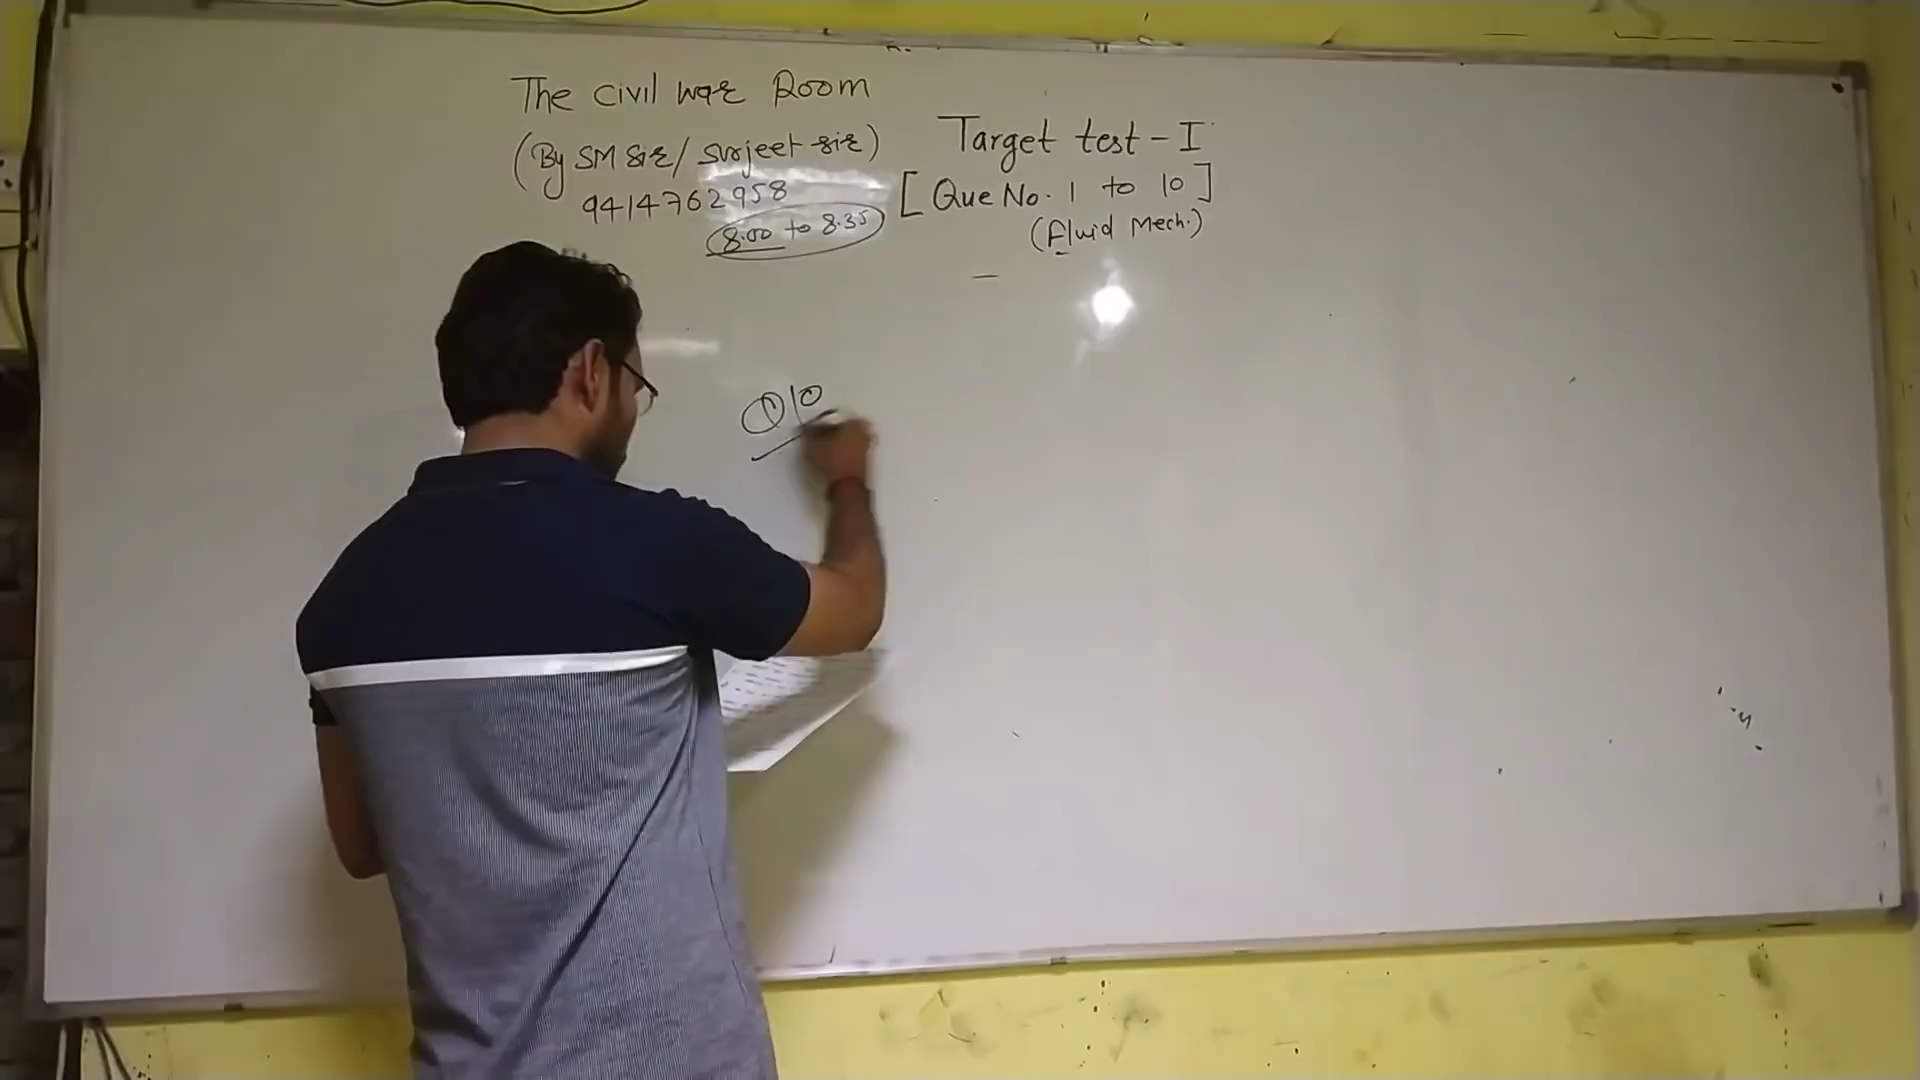 The Civil war Room
(By SM Sir / Surjeet sir)
9414762958
8.00 to 8.35
Target test - I
[Que No. 1 to 10]
(Fluid Mech.)
10